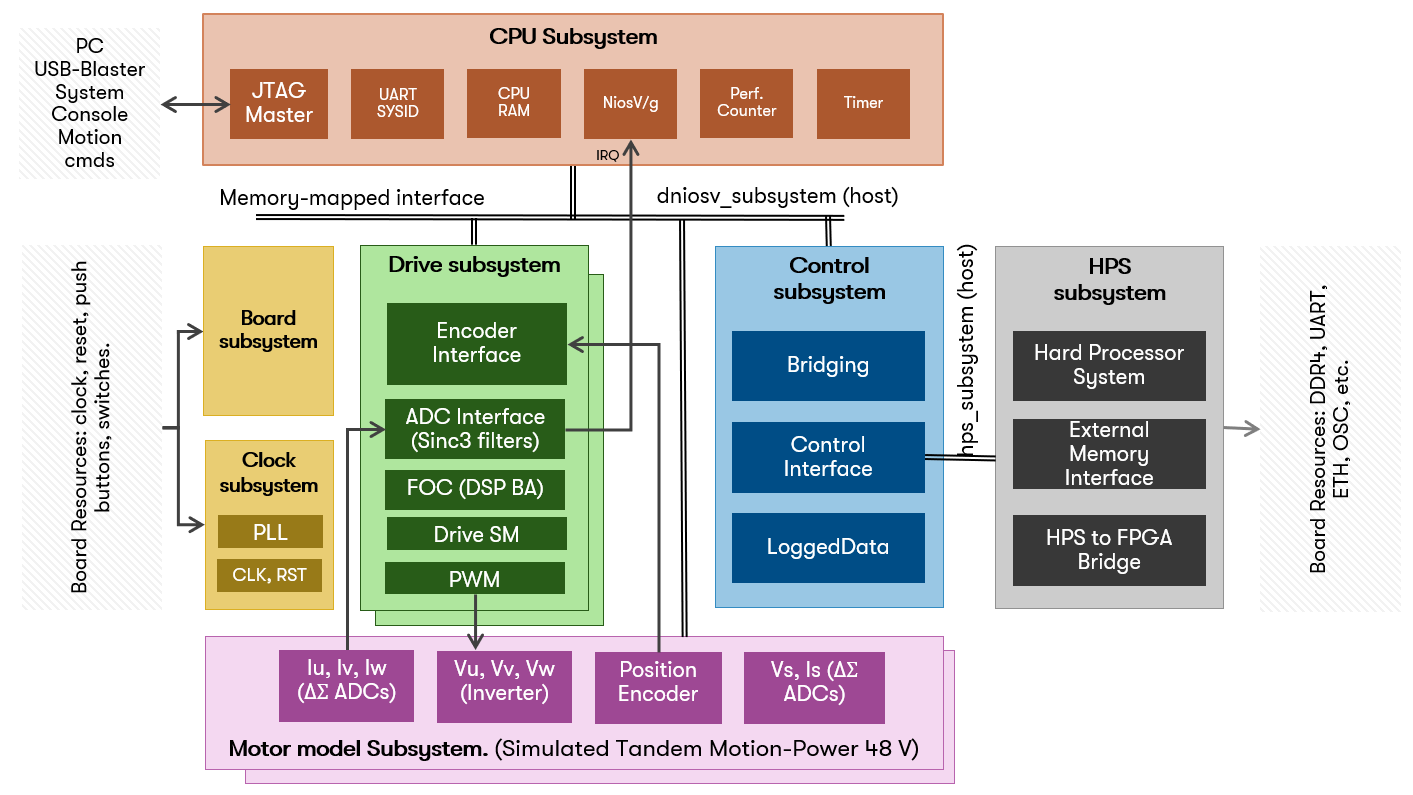 CPU Subsystem
PC
USB-Blaster
System
Console
Motion
cmds
JTAG
Master
UART
SYSID
CPU
RAM
NiosV/g
Perf.
Counter
Timer
IRQ
Memory-mapped interface
dniosv_subsystem (host)
Board Resources: clock, reset, push
buttons, switches.
Board
subsystem
Clock
subsystem
PLL
CLK, RST
Drive subsystem
Encoder
Interface
ADC Interface
(Sinc3 filters)
FOC (DSP BA)
Drive SM
PWM
Control
subsystem
Bridging
Control
Interface
LoggedData
hps_subsystem (host)
HPS
subsystem
Hard Processor
System
External
Memory
Interface
HPS to FPGA
Bridge
Board Resources: DDR4, UART,
ETH, OSC, etc.
Iu, Iv, Iw
(ΔΣ ADCs)
Vu, Vv, Vw
(Inverter)
Position
Encoder
Vs, Is (ΔΣ
ADCs)
Motor model Subsystem. (Simulated Tandem Motion-Power 48 V)